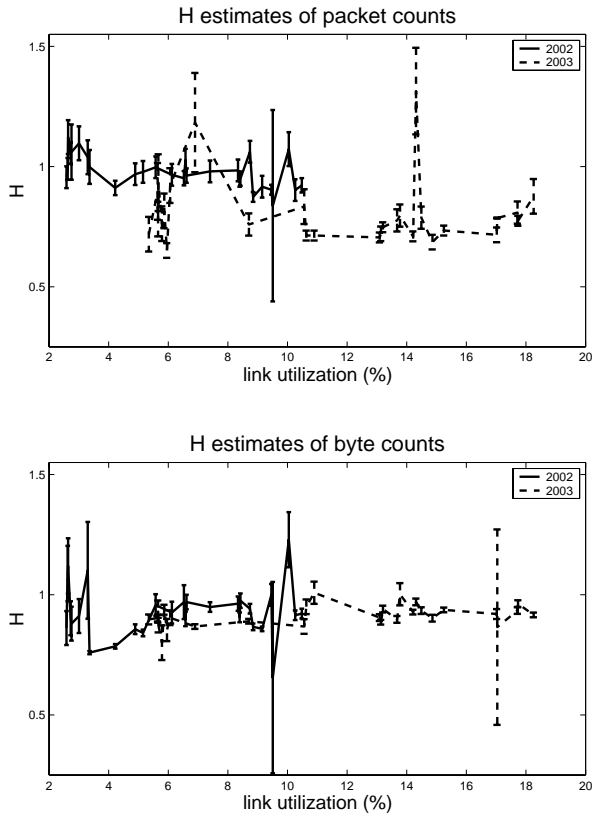 H estimates of packet counts
1.5
2002
2003
1
H
0.5
2 4 6 8 10 12 14 16 18 20
link utilization (%)
H estimates of byte counts
1.5
2002
2003
1
H
0.5
2 4 6 8 10 12 14 16 18 20
link utilization (%)